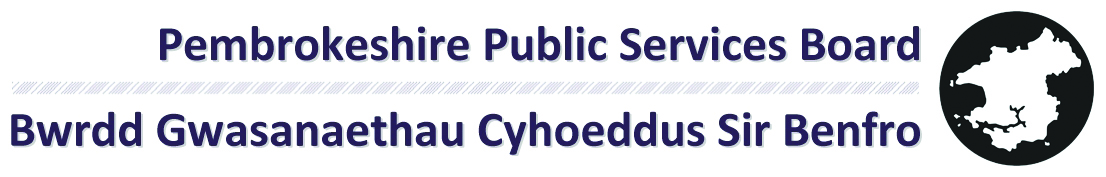 Pembrokeshire Public Services Board
Bwrdd Gwasanaethau Cyhoeddus Sir Benfro